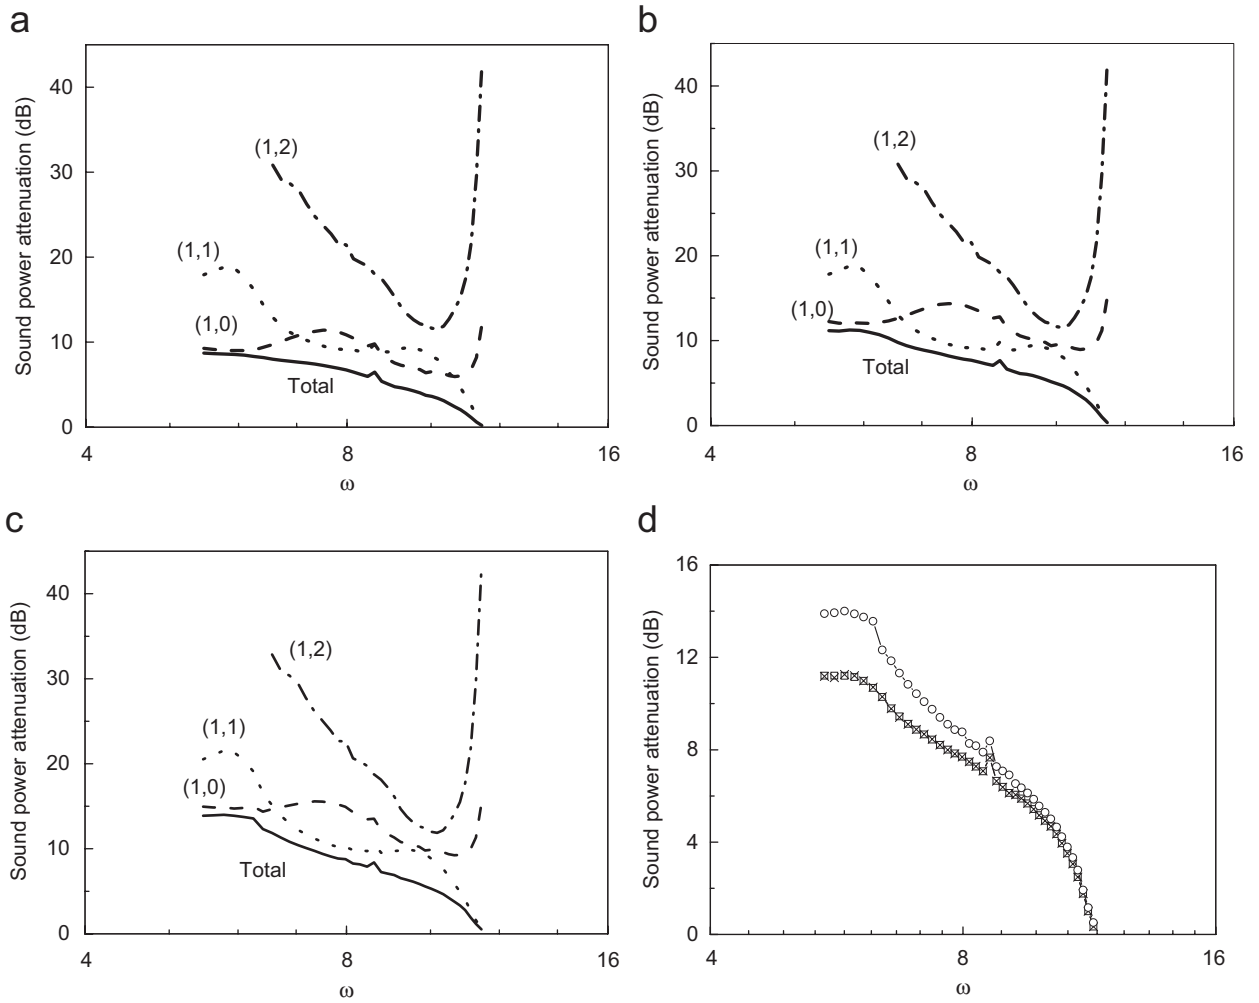 a
Sound power attenuation (dB)
40
30
20
10
0
(1,2)
(1,1)
(1,0)
Total
4
8
16
ω
b
Sound power attenuation (dB)
40
30
20
10
0
(1,2)
(1,1)
(1,0)
Total
4
8
16
ω
c
Sound power attenuation (dB)
40
30
20
10
0
(1,2)
(1,1)
(1,0)
Total
4
8
16
ω
d
Sound power attenuation (dB)
16
12
8
4
0
4
8
16
ω